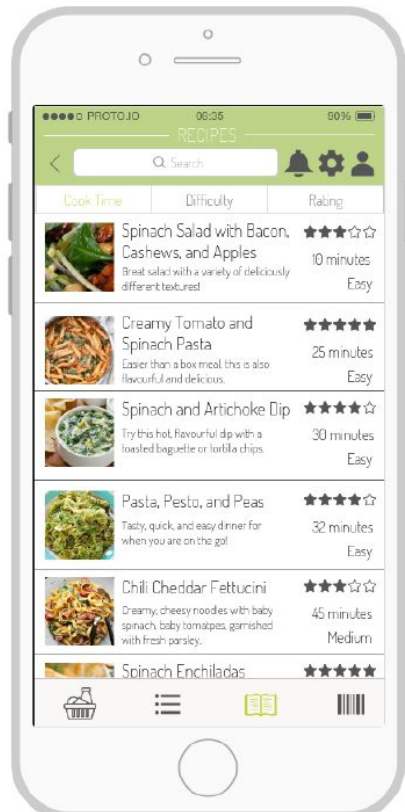 PROTO.IO 06:35 80%
RECIPES
Search
Cook Time Difficulty Rating
Spinach Salad with Bacon,
Cashews, and Apples
Great salad with a variety of deliciously
different textures!
10 minutes
Easy
Creamy Tomato and
Spinach Pasta
Easier than a box meal, this is also
flavourful and delicious.
25 minutes
Easy
Spinach and Artichoke Dip
Try this hot, flavourful dip with a
toasted baguette or tortilla chips.
30 minutes
Easy
Pasta, Pesto, and Peas
Tasty, quick, and easy dinner for
when you are on the go!
32 minutes
Easy
Chili Cheddar Fettucini
Creamy, cheesy noodles with baby
spinach, baby tomatpes, garnished
with fresh parsley.
45 minutes
Medium
Spinach Enchiladas